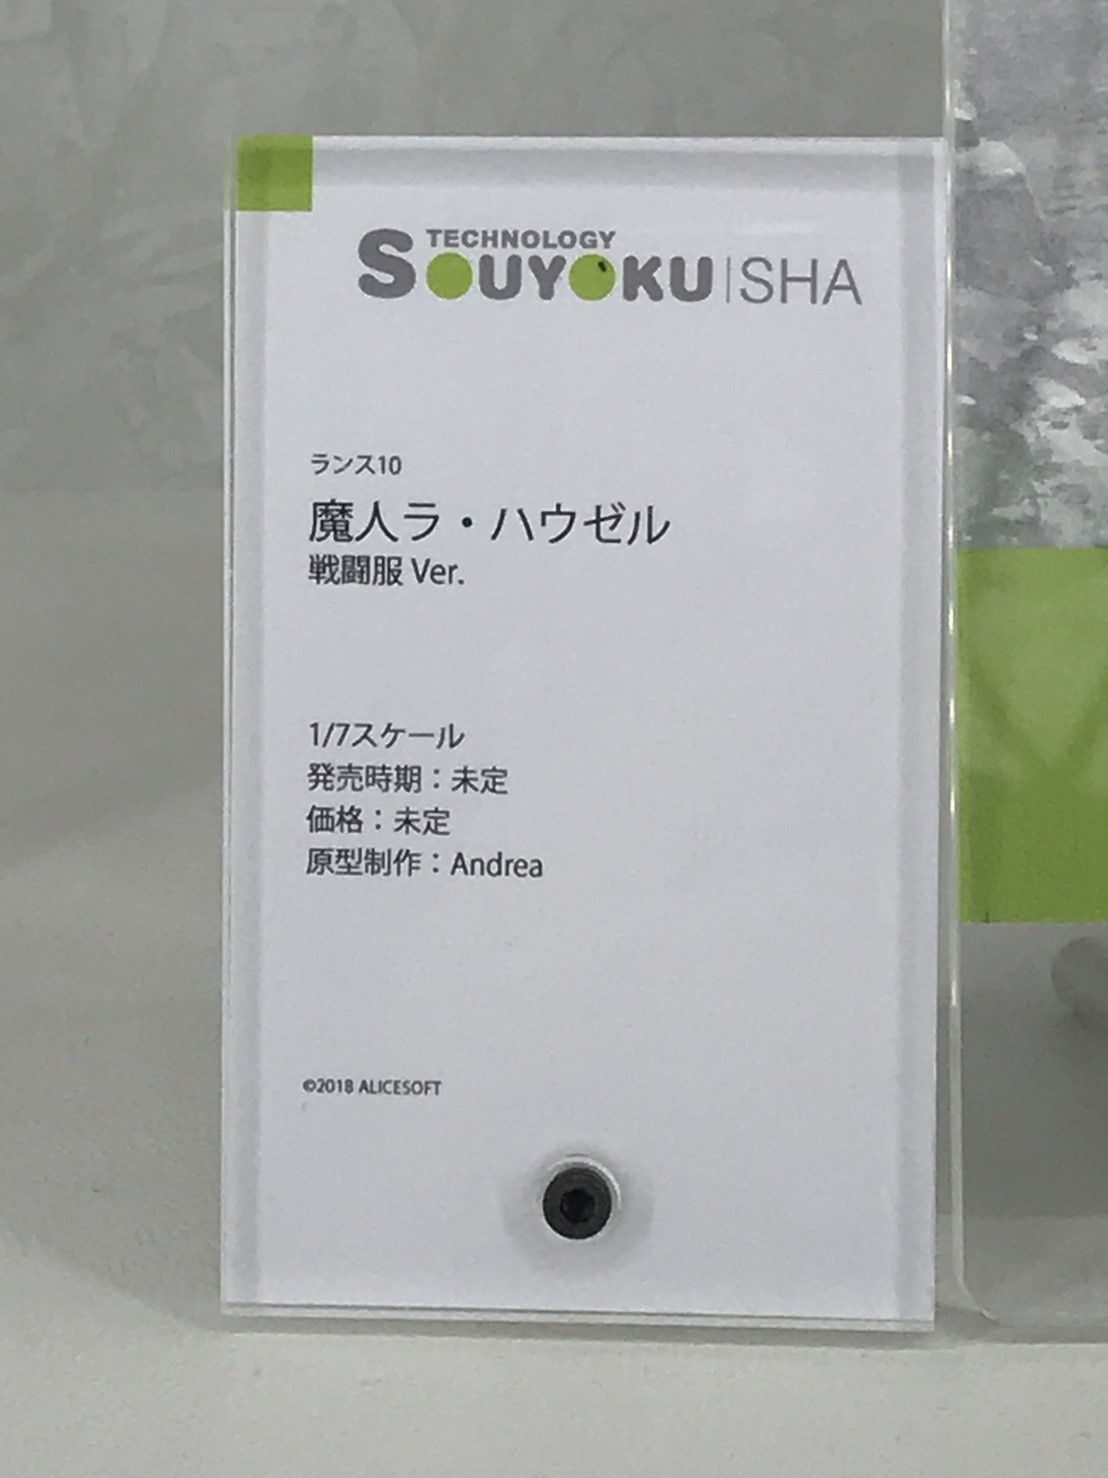 TECHNOLOGY
SOUYOKU|SHA
ランス10
魔人ラ・ハウゼル
戦闘服 Ver.
1/7スケール
発売時期：未定
価格：未定
原型制作：Andrea
©2018 ALICESOFT